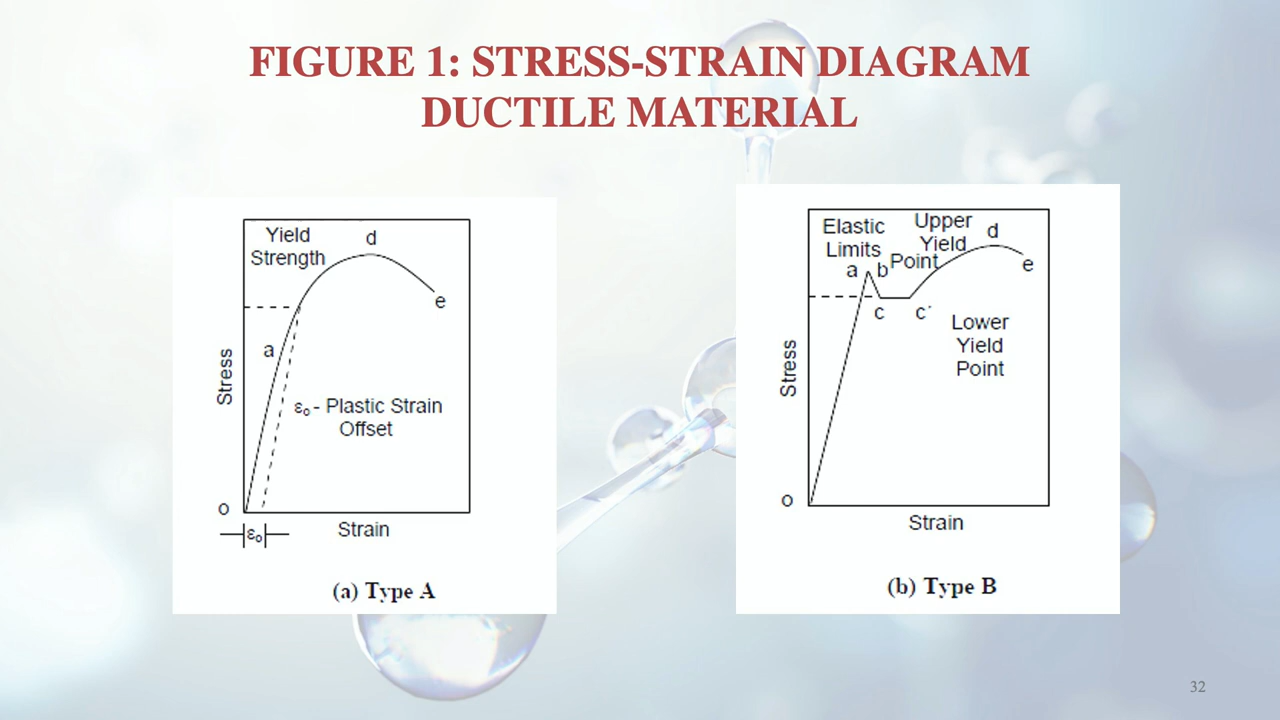 FIGURE 1: STRESS-STRAIN DIAGRAM
DUCTILE MATERIAL
Yield
Strength
d
e
a
Stress
ε₀ - Plastic Strain
Offset
o
ε₀
Strain
(a) Type A
Elastic
Limits
Upper
Yield
Point
d
a
b
e
c
c'
Lower
Yield
Point
Stress
o
Strain
(b) Type B
32